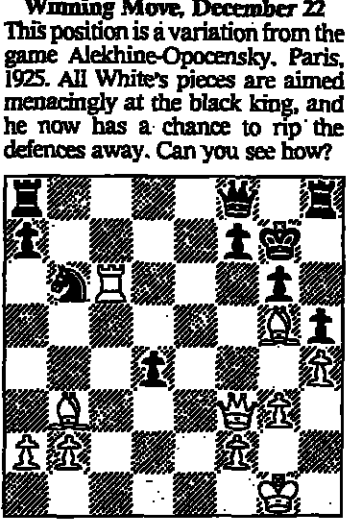 Winning Move, December 22
This position is a variation from the
game Alekhine-Opocensky, Paris,
1925. All White's pieces are aimed
menacingly at the black king, and
he now has a chance to rip the
defences away. Can you see how?